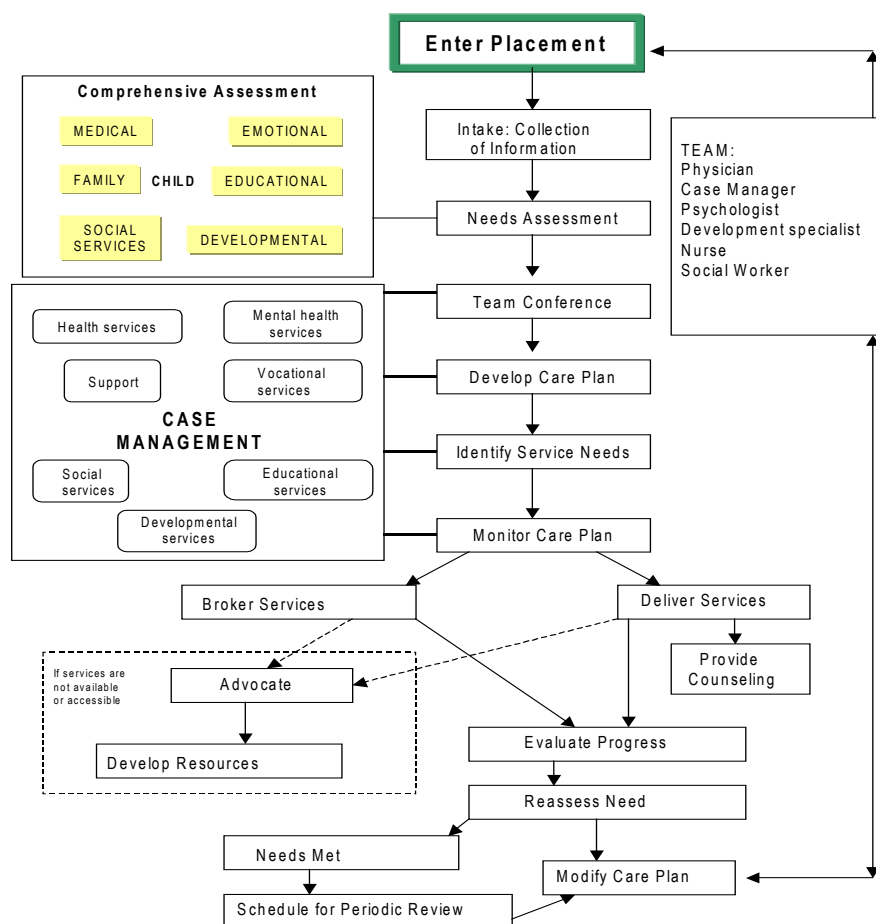 Enter Placement
Comprehensive Assessment
MEDICAL
EMOTIONAL
FAMILY
CHILD
EDUCATIONAL
SOCIAL
SERVICES
DEVELOPMENTAL
Intake: Collection
of Information
Needs Assessment
TEAM:
Physician
Case Manager
Psychologist
Development specialist
Nurse
Social Worker
Team Conference
Health services
Mental health
services
Support
Vocational
services
Develop Care Plan
CASE
MANAGEMENT
Identify Service Needs
Social
services
Educational
services
Developmental
services
Monitor Care Plan
Broker Services
Deliver Services
Provide
Counseling
If services are
not available
or accessible
Advocate
Develop Resources
Evaluate Progress
Reassess Need
Needs Met
Modify Care Plan
Schedule for Periodic Review